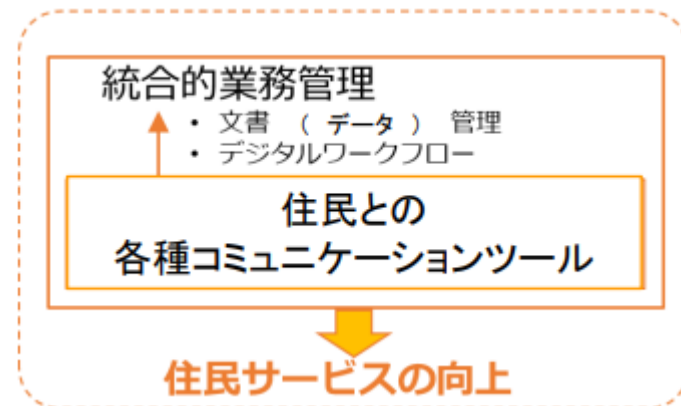 統合的業務管理
・ 文書 （ データ ） 管理
・ デジタルワークフロー
住民との
各種コミュニケーションツール
住民サービスの向上